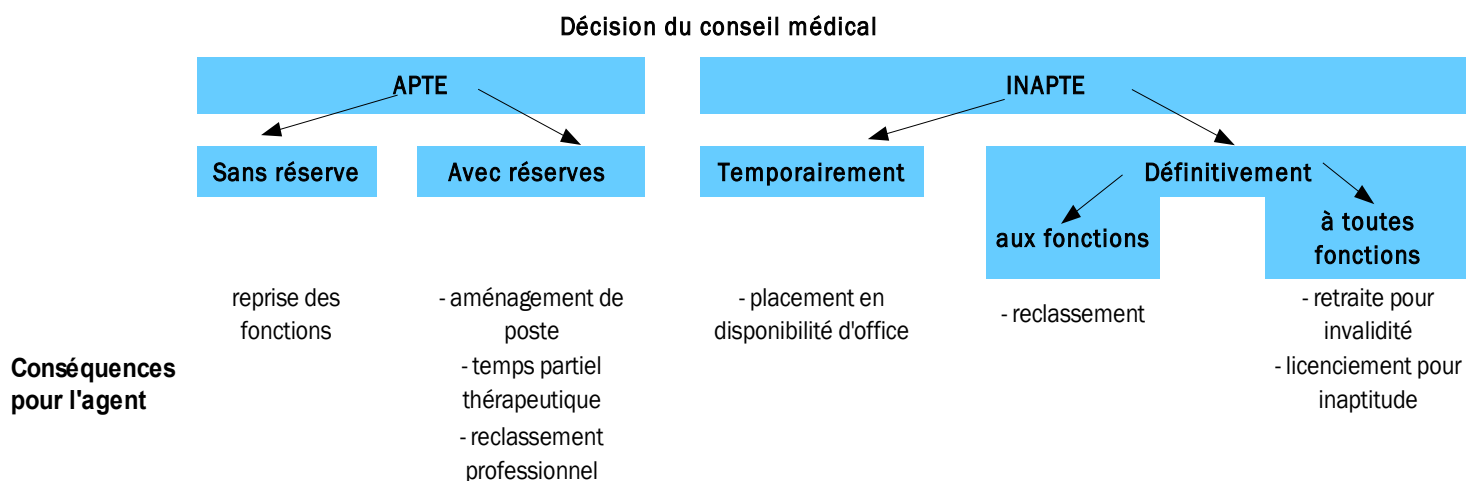 Décision du conseil médical
APTE
INAPTE
Sans réserve
Avec réserves
Temporairement
Définitivement
aux fonctions
à toutes
fonctions
Conséquences
pour l'agent
reprise des
fonctions
- aménagement de
poste
- temps partiel
thérapeutique
- reclassement
professionnel
- placement en
disponibilité d'office
- reclassement
- retraite pour
invalidité
- licenciement pour
inaptitude